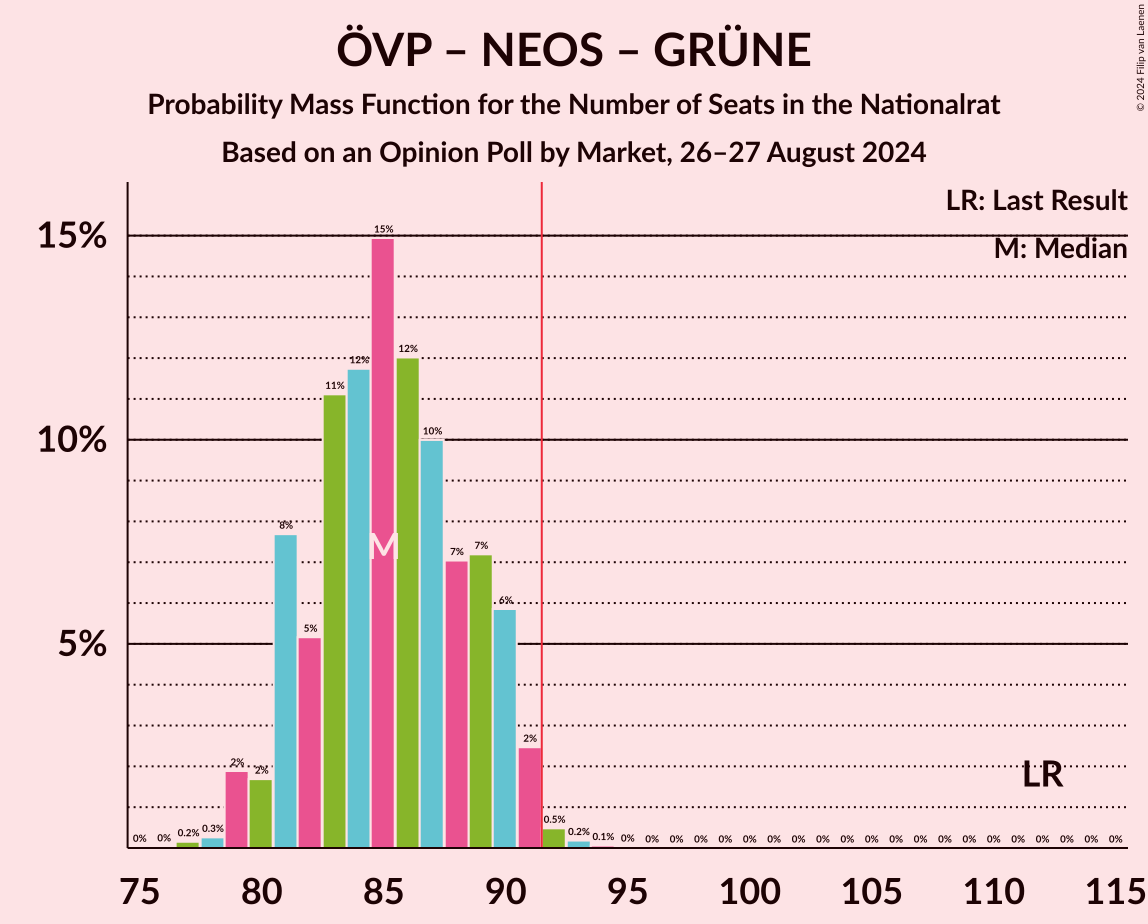 ÖVP – NEOS – GRÜNE
Probability Mass Function for the Number of Seats in the Nationalrat
Based on an Opinion Poll by Market, 26–27 August 2024
© 2024 Filip van Laenen
LR: Last Result
M: Median
15%
10%
5%
0% 0% 0.2% 0.3% 2% 2% 8% 5% 11% 12% 15% 12% 10% 7% 7% 6% 2% 0.5% 0.2% 0.1% 0% 0% 0% 0% 0% 0% 0% 0% 0% 0% 0% 0% 0% 0% 0% 0% 0% 0% 0% 0% 0%
M
LR
75 80 85 90 95 100 105 110 115